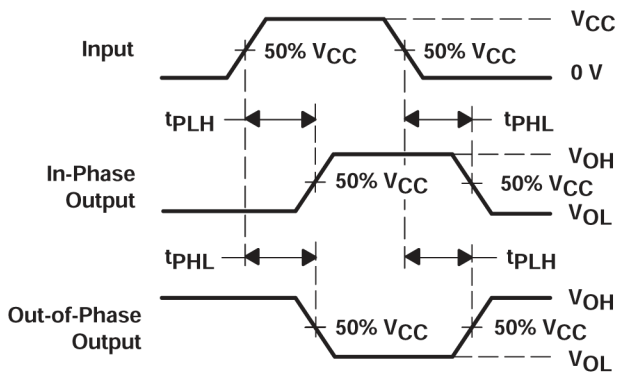 Input
50% VCC
50% VCC
VCC
0 V
tPLH
tPHL
In-Phase
Output
50% VCC
50% VCC
VOH
VOL
tPHL
tPLH
Out-of-Phase
Output
50% VCC
50% VCC
VOH
VOL